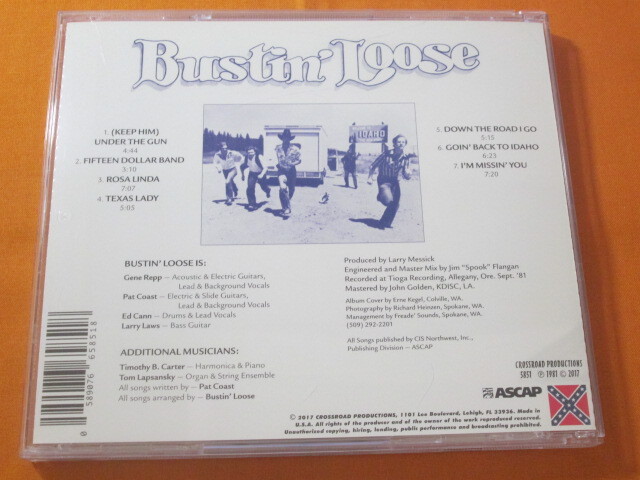 Bustin' Loose
1. (KEEP HIM)
UNDER THE GUN
4:44
2. FIFTEEN DOLLAR BAND
3:10
3. ROSA LINDA
7:07
4. TEXAS LADY
5:05
IDAHO
5. DOWN THE ROAD I GO
5:15
6. GOIN' BACK TO IDAHO
6:23
7. I'M MISSIN' YOU
7:20
BUSTIN' LOOSE IS:
Gene Repp — Acoustic & Electric Guitars,
Lead & Background Vocals
Pat Coast — Electric & Slide Guitars,
Lead & Background Vocals
Ed Cann — Drums & Lead Vocals
Larry Laws — Bass Guitar
ADDITIONAL MUSICIANS:
Timothy B. Carter — Harmonica & Piano
Tom Lapsansky — Organ & String Ensemble
All songs written by — Pat Coast
All songs arranged by — Bustin' Loose
Produced by Larry Messick
Engineered and Master Mix by Jim "Spook" Flangan
Recorded at Tioga Recording, Allegany, Ore. Sept. '81
Mastered by John Golden, KDISC, LA.
Album Cover by Erne Kegel, Colville, WA.
Photography by Richard Heinzen, Spokane, WA.
Management by Freade' Sounds, Spokane, WA.
(509) 292-2201
All Songs published by CJS Northwest, Inc.,
Publishing Division — ASCAP
0 589076 658518
CROSSROAD PRODUCTIONS
SRS1 ℗ 1981 © 2017
ASCAP
© 2017 CROSSROAD PRODUCTIONS, 1101 Lee Boulevard, Lehigh, FL 33936. Made in
U.S.A. All rights of the producer and of the owner of the work reproduced reserved.
Unauthorized copying, hiring, lending, public performance and broadcasting prohibited.